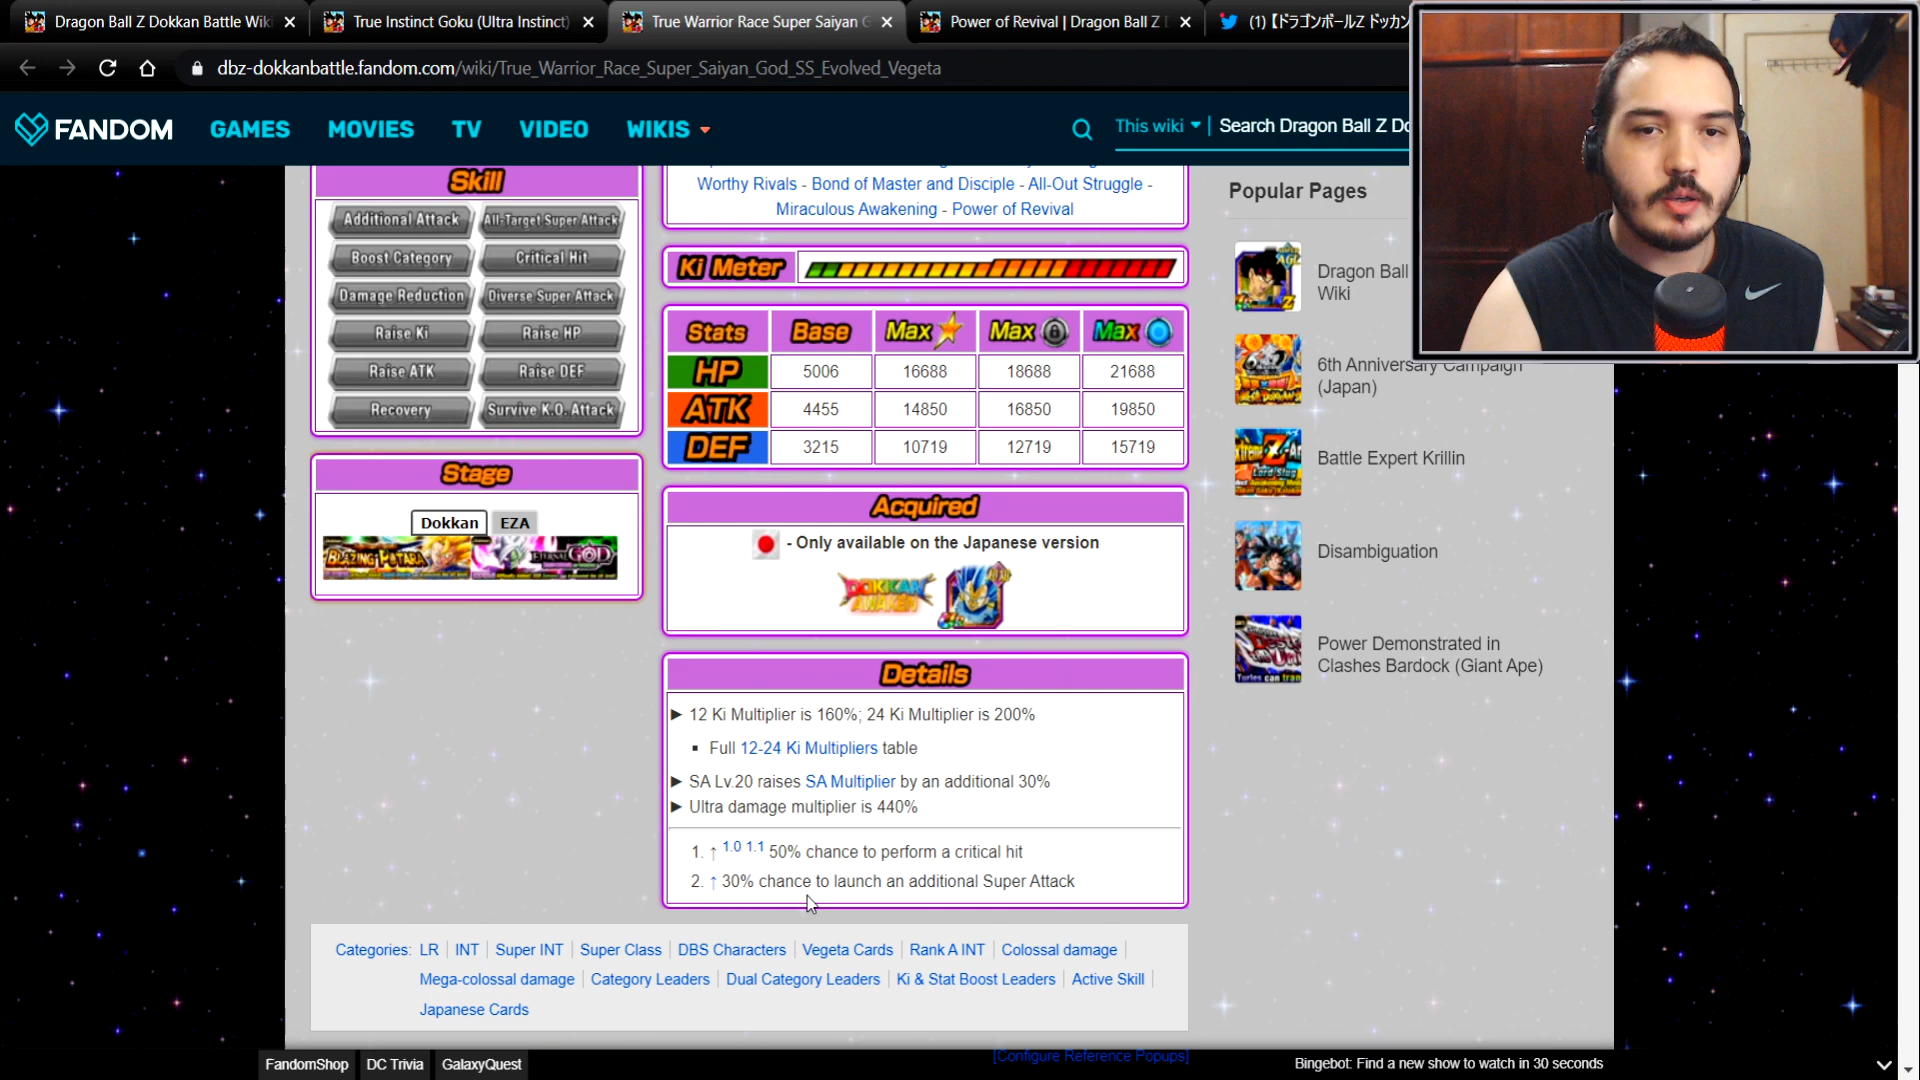 Dragon Ball Z Dokkan Battle Wiki
True Instinct Goku (Ultra Instinct)
True Warrior Race Super Saiyan G
Power of Revival | Dragon Ball Z D
(1)【ドラゴンボールZ ドッカン
dbz-dokkanbattle.fandom.com/wiki/True_Warrior_Race_Super_Saiyan_God_SS_Evolved_Vegeta
FANDOM GAMES MOVIES TV VIDEO WIKIS
This wiki Search Dragon Ball Z Do
Skill
Additional Attack All-Target Super Attack
Boost Category Critical Hit
Damage Reduction Diverse Super Attack
Raise Ki Raise HP
Raise ATK Raise DEF
Recovery Survive K.O. Attack
Stage
Dokkan EZA
BLAZING POTARA ETERNAL GOD
Worthy Rivals - Bond of Master and Disciple - All-Out Struggle -
Miraculous Awakening - Power of Revival
Ki Meter
Stats Base Max Max Max
HP 5006 16688 18688 21688
ATK 4455 14850 16850 19850
DEF 3215 10719 12719 15719
Acquired
- Only available on the Japanese version
DOKKAN AWAKEN
Details
► 12 Ki Multiplier is 160%; 24 Ki Multiplier is 200%
▪ Full 12-24 Ki Multipliers table
► SA Lv.20 raises SA Multiplier by an additional 30%
► Ultra damage multiplier is 440%
1. ↑ 1.0 1.1 50% chance to perform a critical hit
2. ↑ 30% chance to launch an additional Super Attack
Popular Pages
Dragon Ball
Wiki
6th Anniversary Campaign
(Japan)
Battle Expert Krillin
Disambiguation
Power Demonstrated in
Clashes Bardock (Giant Ape)
Categories: LR INT Super INT Super Class DBS Characters Vegeta Cards Rank A INT Colossal damage
Mega-colossal damage Category Leaders Dual Category Leaders Ki & Stat Boost Leaders Active Skill
Japanese Cards
[Configure Reference Popups]
FandomShop DC Trivia GalaxyQuest
Bingebot: Find a new show to watch in 30 seconds